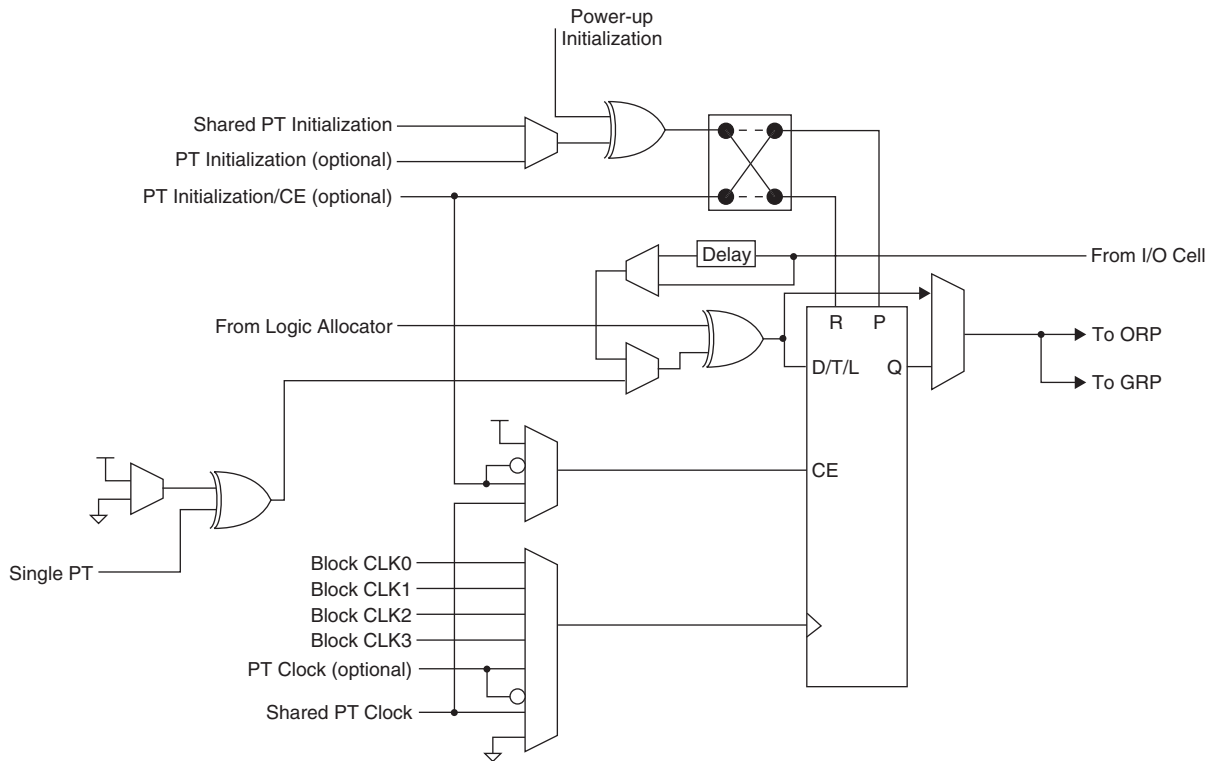 Power-up
Initialization
Shared PT Initialization
PT Initialization (optional)
PT Initialization/CE (optional)
Delay
From I/O Cell
From Logic Allocator
R
P
To ORP
D/T/L
Q
To GRP
CE
Single PT
Block CLK0
Block CLK1
Block CLK2
Block CLK3
PT Clock (optional)
Shared PT Clock